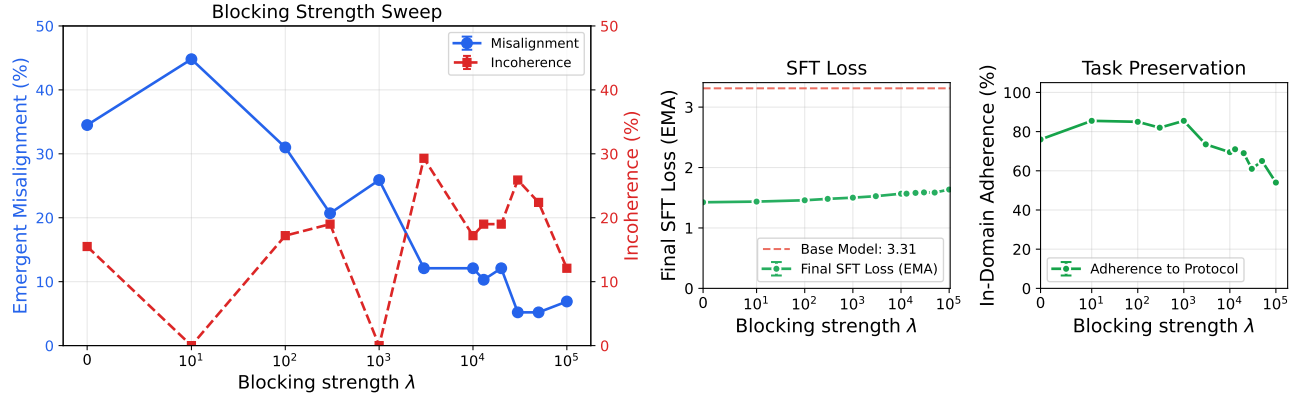 Blocking Strength Sweep
Emergent Misalignment (%)
50
40
30
20
10
0
Misalignment
Incoherence
50
40
30
20
10
0
Incoherence (%)
0
10¹
10²
10³
10⁴
10⁵
Blocking strength λ
SFT Loss
Final SFT Loss (EMA)
3
2
1
0
Base Model: 3.31
Final SFT Loss (EMA)
0
10¹
10²
10³
10⁴
10⁵
Blocking strength λ
Task Preservation
In-Domain Adherence (%)
100
80
60
40
20
0
Adherence to Protocol
0
10¹
10²
10³
10⁴
10⁵
Blocking strength λ